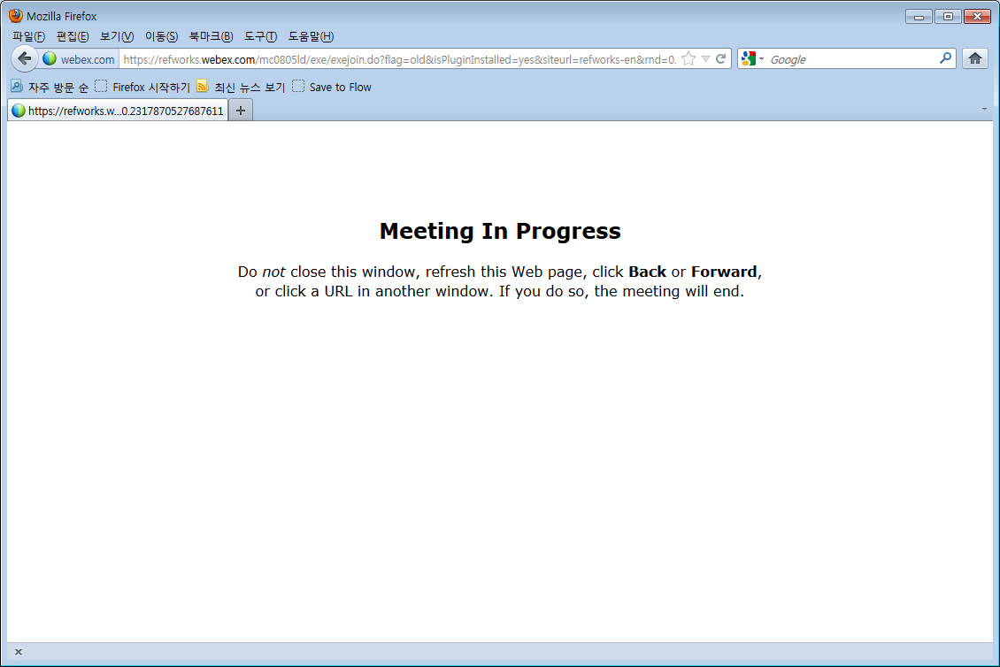 Mozilla Firefox
파일(F) 편집(E) 보기(V) 이동(S) 북마크(B) 도구(T) 도움말(H)
webex.com https://refworks.webex.com/mc0805ld/exe/exejoin.do?flag=old&isPluginInstalled=yes&siteurl=refworks-en&rnd=0. Google
자주 방문 순 Firefox 시작하기 최신 뉴스 보기 Save to Flow
https://refworks.w...0.2317870527687611
Meeting In Progress
Do not close this window, refresh this Web page, click Back or Forward,
or click a URL in another window. If you do so, the meeting will end.